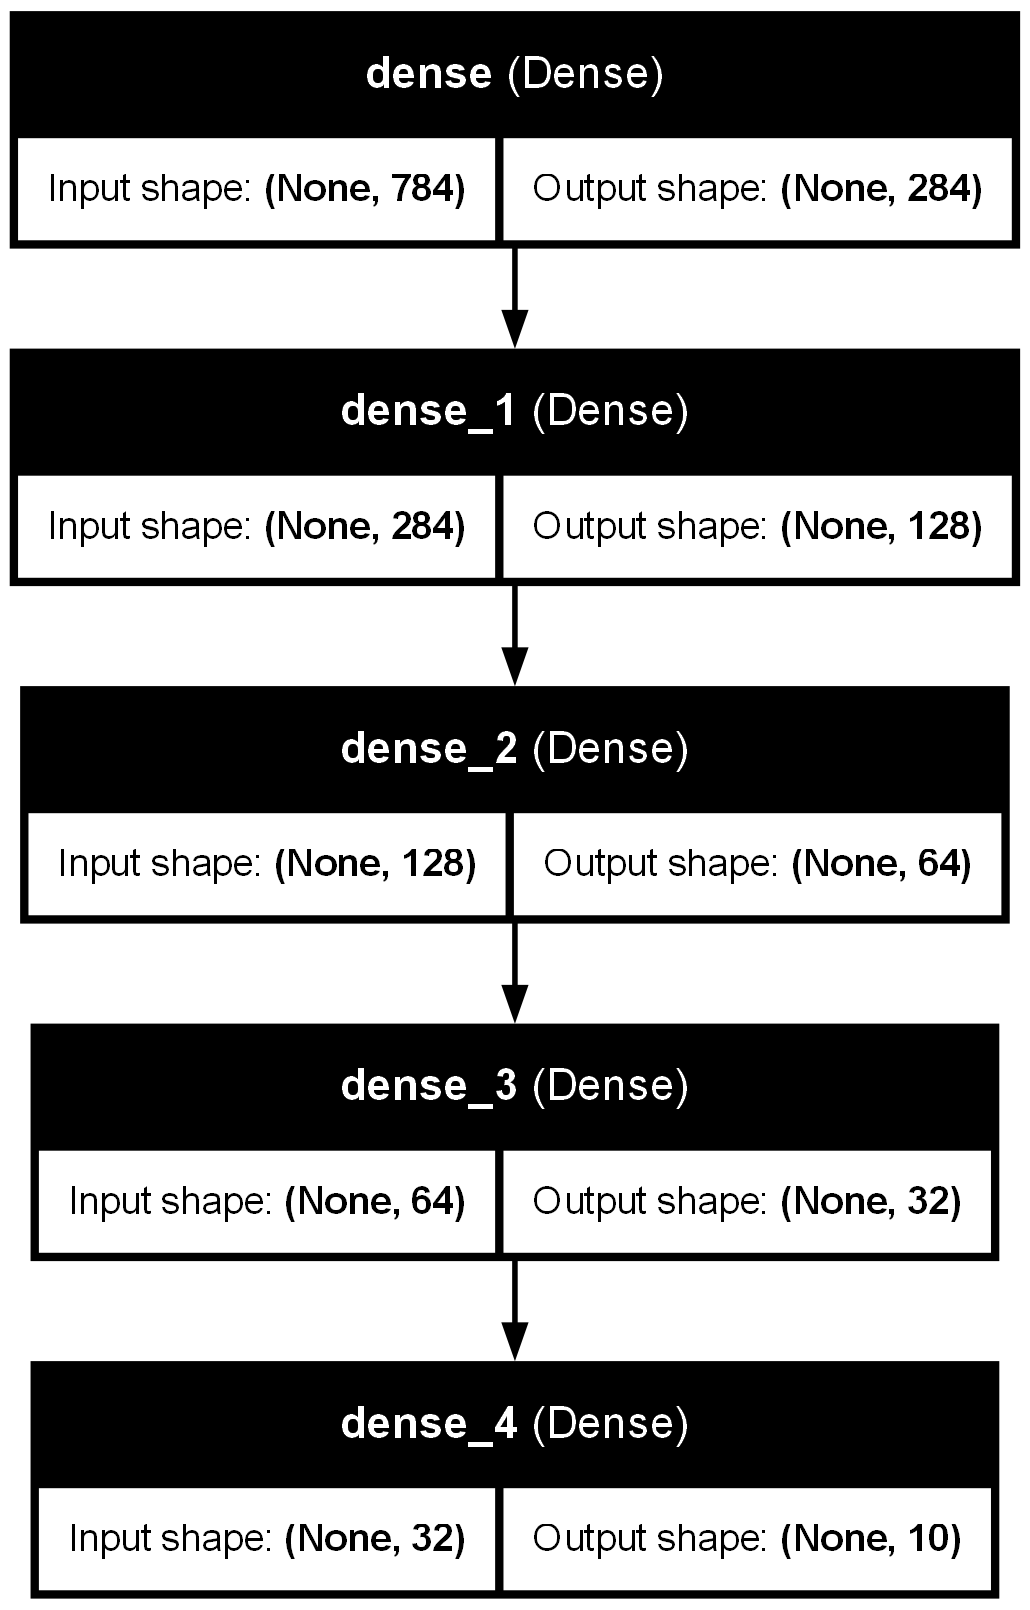 dense (Dense)
Input shape: (None, 784) Output shape: (None, 284)
dense_1 (Dense)
Input shape: (None, 284) Output shape: (None, 128)
dense_2 (Dense)
Input shape: (None, 128) Output shape: (None, 64)
dense_3 (Dense)
Input shape: (None, 64) Output shape: (None, 32)
dense_4 (Dense)
Input shape: (None, 32) Output shape: (None, 10)